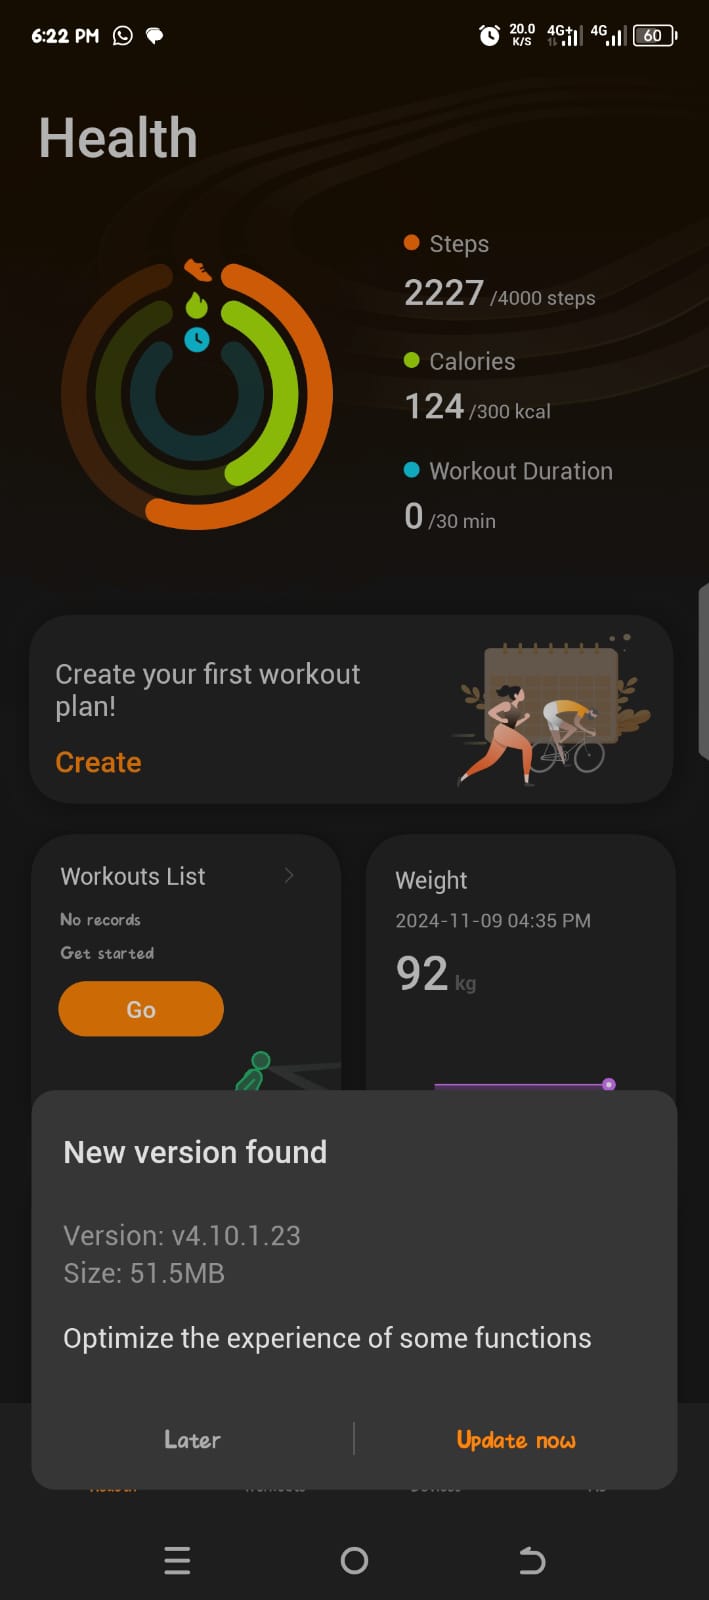 6:22 PM
20.0 K/S 4G+ 4G 60
Health
Steps
2227 /4000 steps
Calories
124 /300 kcal
Workout Duration
0 /30 min
Create your first workout
plan!
Create
Workouts List
No records
Get started
Go
Weight
2024-11-09 04:35 PM
92 kg
New version found
Version: v4.10.1.23
Size: 51.5MB
Optimize the experience of some functions
Later
Update now